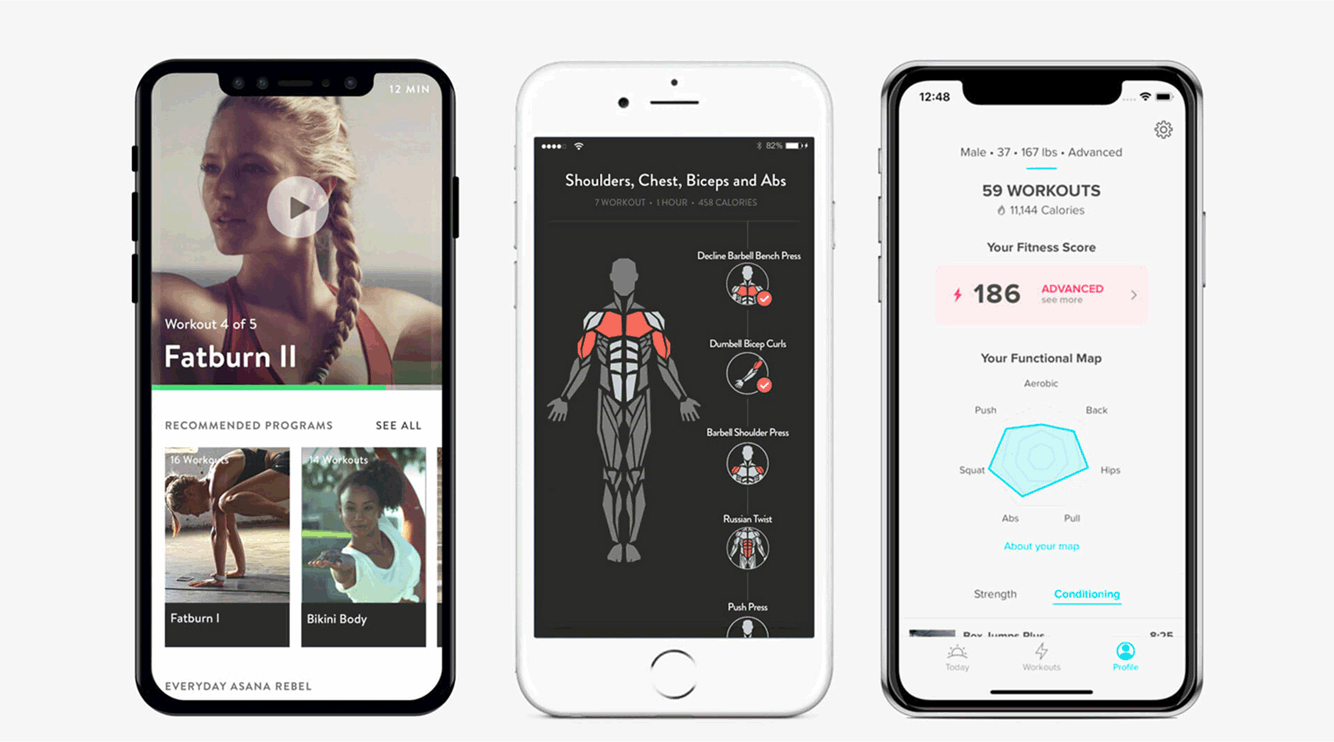 12 MIN
Workout 4 of 5
Fatburn II
RECOMMENDED PROGRAMS
SEE ALL
16 Workouts
14 Workouts
Fatburn I
Bikini Body
EVERYDAY ASANA REBEL
82%
Shoulders, Chest, Biceps and Abs
7 WORKOUT • 1 HOUR • 458 CALORIES
Decline Barbell Bench Press
Dumbell Bicep Curls
Barbell Shoulder Press
Russian Twist
Push Press
12:48
Male • 37 • 167 lbs • Advanced
59 WORKOUTS
11,144 Calories
Your Fitness Score
186
ADVANCED
see more
Your Functional Map
Aerobic
Push
Back
Squat
Hips
Abs
Pull
About your map
Strength
Conditioning
Box Jumps Plus
8:25
Today
Workouts
Profile